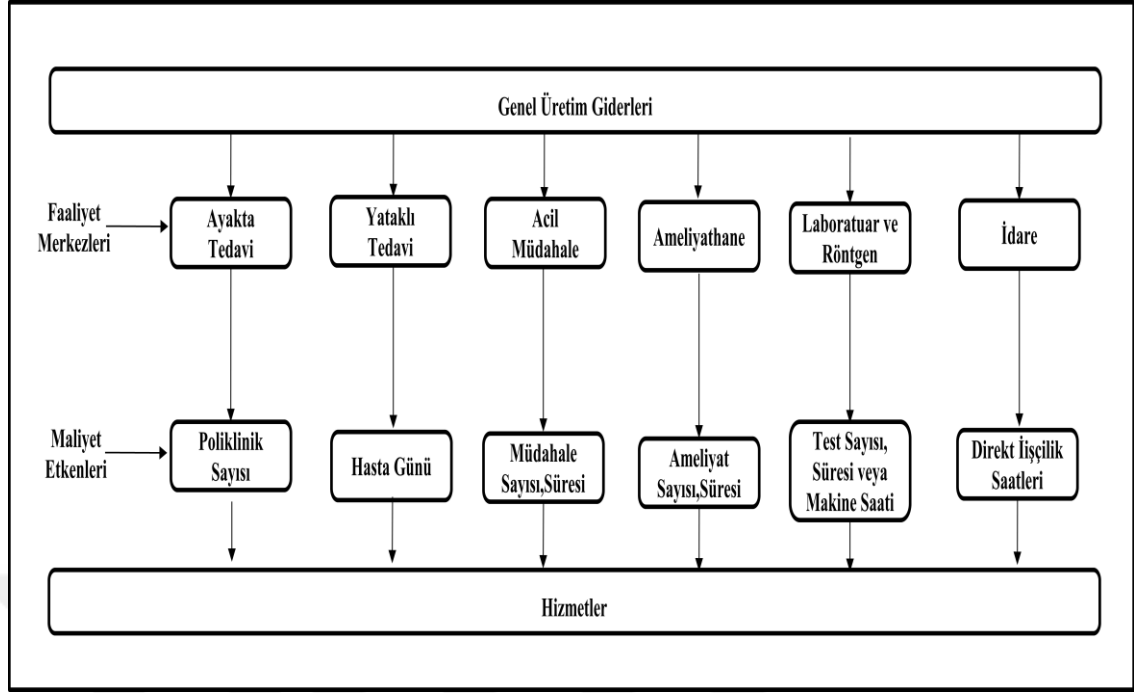 Genel Üretim Giderleri
Faaliyet
Merkezleri
Ayakta
Tedavi
Yataklı
Tedavi
Acil
Müdahale
Ameliyathane
Laboratuar ve
Röntgen
İdare
Maliyet
Etkenleri
Poliklinik
Sayısı
Hasta Günü
Müdahale
Sayısı,Süresi
Ameliyat
Sayısı,Süresi
Test Sayısı,
Süresi veya
Makine Saati
Direkt İişçilik
Saatleri
Hizmetler